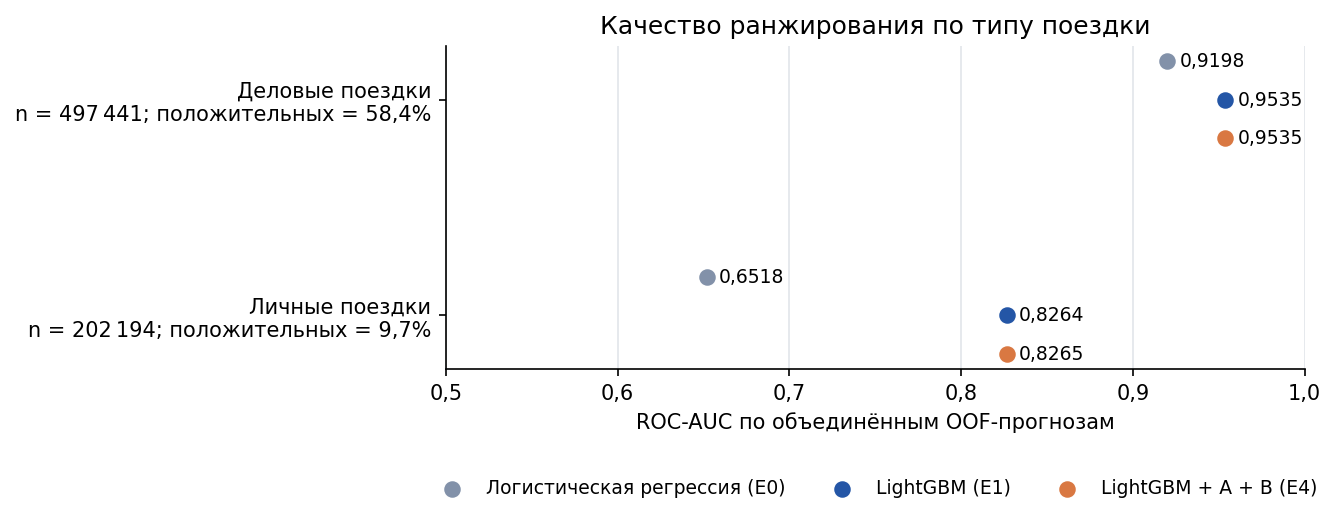 Качество ранжирования по типу поездки
Деловые поездки
n = 497 441; положительных = 58,4%
0,9198
0,9535
0,9535
Личные поездки
n = 202 194; положительных = 9,7%
0,6518
0,8264
0,8265
0,5 0,6 0,7 0,8 0,9 1,0
ROC-AUC по объединённым OOF-прогнозам
Логистическая регрессия (E0) LightGBM (E1) LightGBM + A + B (E4)